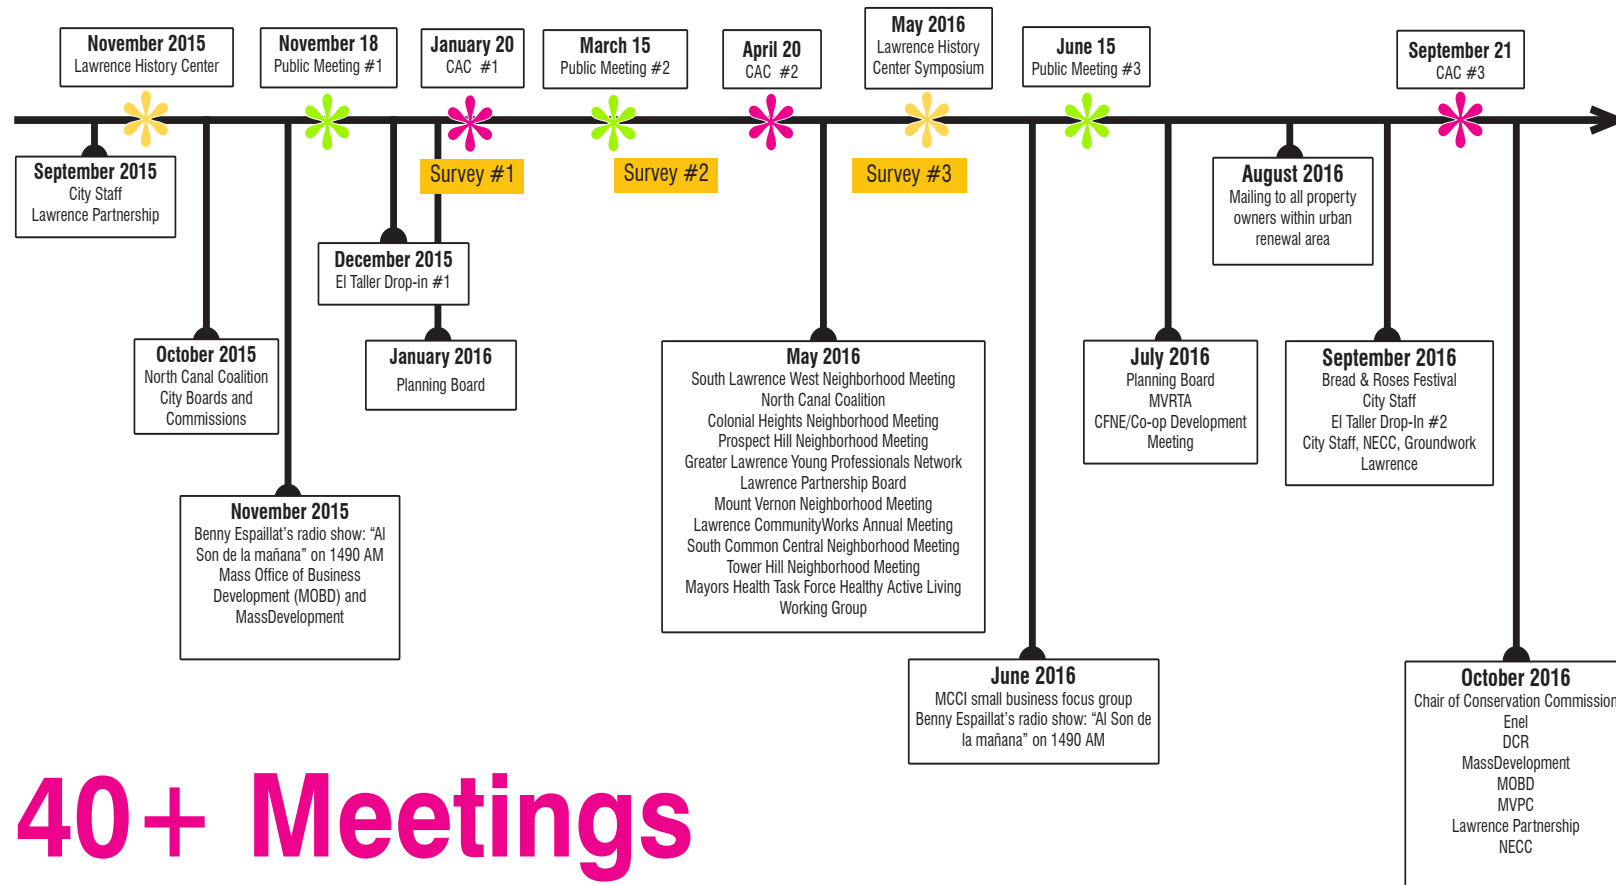 November 2015
Lawrence History Center
November 18
Public Meeting #1
January 20
CAC #1
March 15
Public Meeting #2
April 20
CAC #2
May 2016
Lawrence History
Center Symposium
June 15
Public Meeting #3
September 21
CAC #3
September 2015
City Staff
Lawrence Partnership
Survey #1
Survey #2
Survey #3
August 2016
Mailing to all property
owners within urban
renewal area
December 2015
El Taller Drop-in #1
October 2015
North Canal Coalition
City Boards and
Commissions
January 2016
Planning Board
May 2016
South Lawrence West Neighborhood Meeting
North Canal Coalition
Colonial Heights Neighborhood Meeting
Prospect Hill Neighborhood Meeting
Greater Lawrence Young Professionals Network
Lawrence Partnership Board
Mount Vernon Neighborhood Meeting
Lawrence CommunityWorks Annual Meeting
South Common Central Neighborhood Meeting
Tower Hill Neighborhood Meeting
Mayors Health Task Force Healthy Active Living
Working Group
July 2016
Planning Board
MVRTA
CFNE/Co-op Development
Meeting
September 2016
Bread & Roses Festival
City Staff
El Taller Drop-In #2
City Staff, NECC, Groundwork
Lawrence
November 2015
Benny Espaillat's radio show: “Al
Son de la mañana” on 1490 AM
Mass Office of Business
Development (MOBD) and
MassDevelopment
June 2016
MCCI small business focus group
Benny Espaillat's radio show: “Al Son de
la mañana” on 1490 AM
October 2016
Chair of Conservation Commission
Enel
DCR
MassDevelopment
MOBD
MVPC
Lawrence Partnership
NECC
40+ Meetings